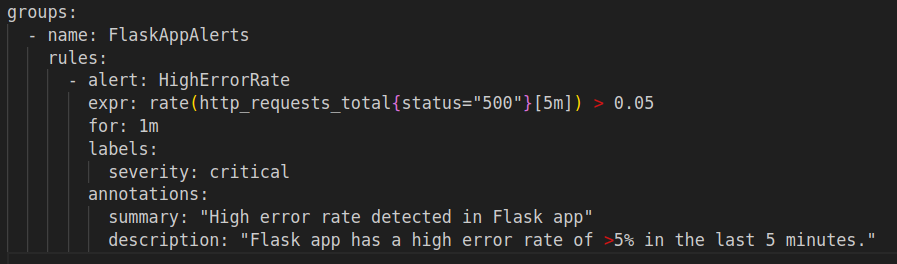 groups:
  - name: FlaskAppAlerts
    rules:
      - alert: HighErrorRate
        expr: rate(http_requests_total{status="500"}[5m]) > 0.05
        for: 1m
        labels:
          severity: critical
        annotations:
          summary: "High error rate detected in Flask app"
          description: "Flask app has a high error rate of >5% in the last 5 minutes."